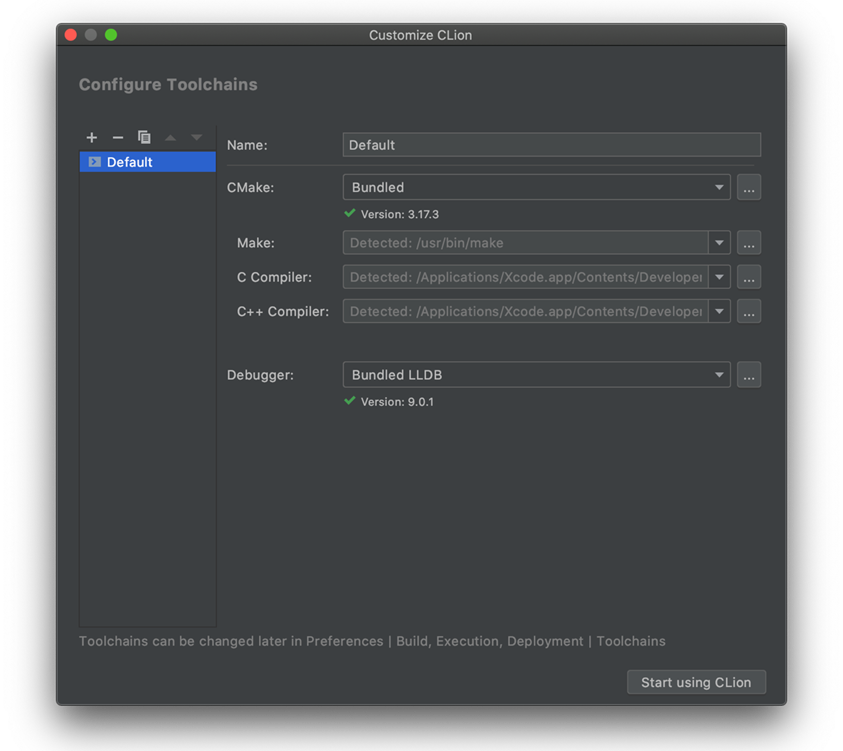 Customize CLion
Configure Toolchains
Default
Name: Default
CMake: Bundled ...
Version: 3.17.3
Make: Detected: /usr/bin/make ...
C Compiler: Detected: /Applications/Xcode.app/Contents/Developer ...
C++ Compiler: Detected: /Applications/Xcode.app/Contents/Developer ...
Debugger: Bundled LLDB ...
Version: 9.0.1
Toolchains can be changed later in Preferences | Build, Execution, Deployment | Toolchains
Start using CLion